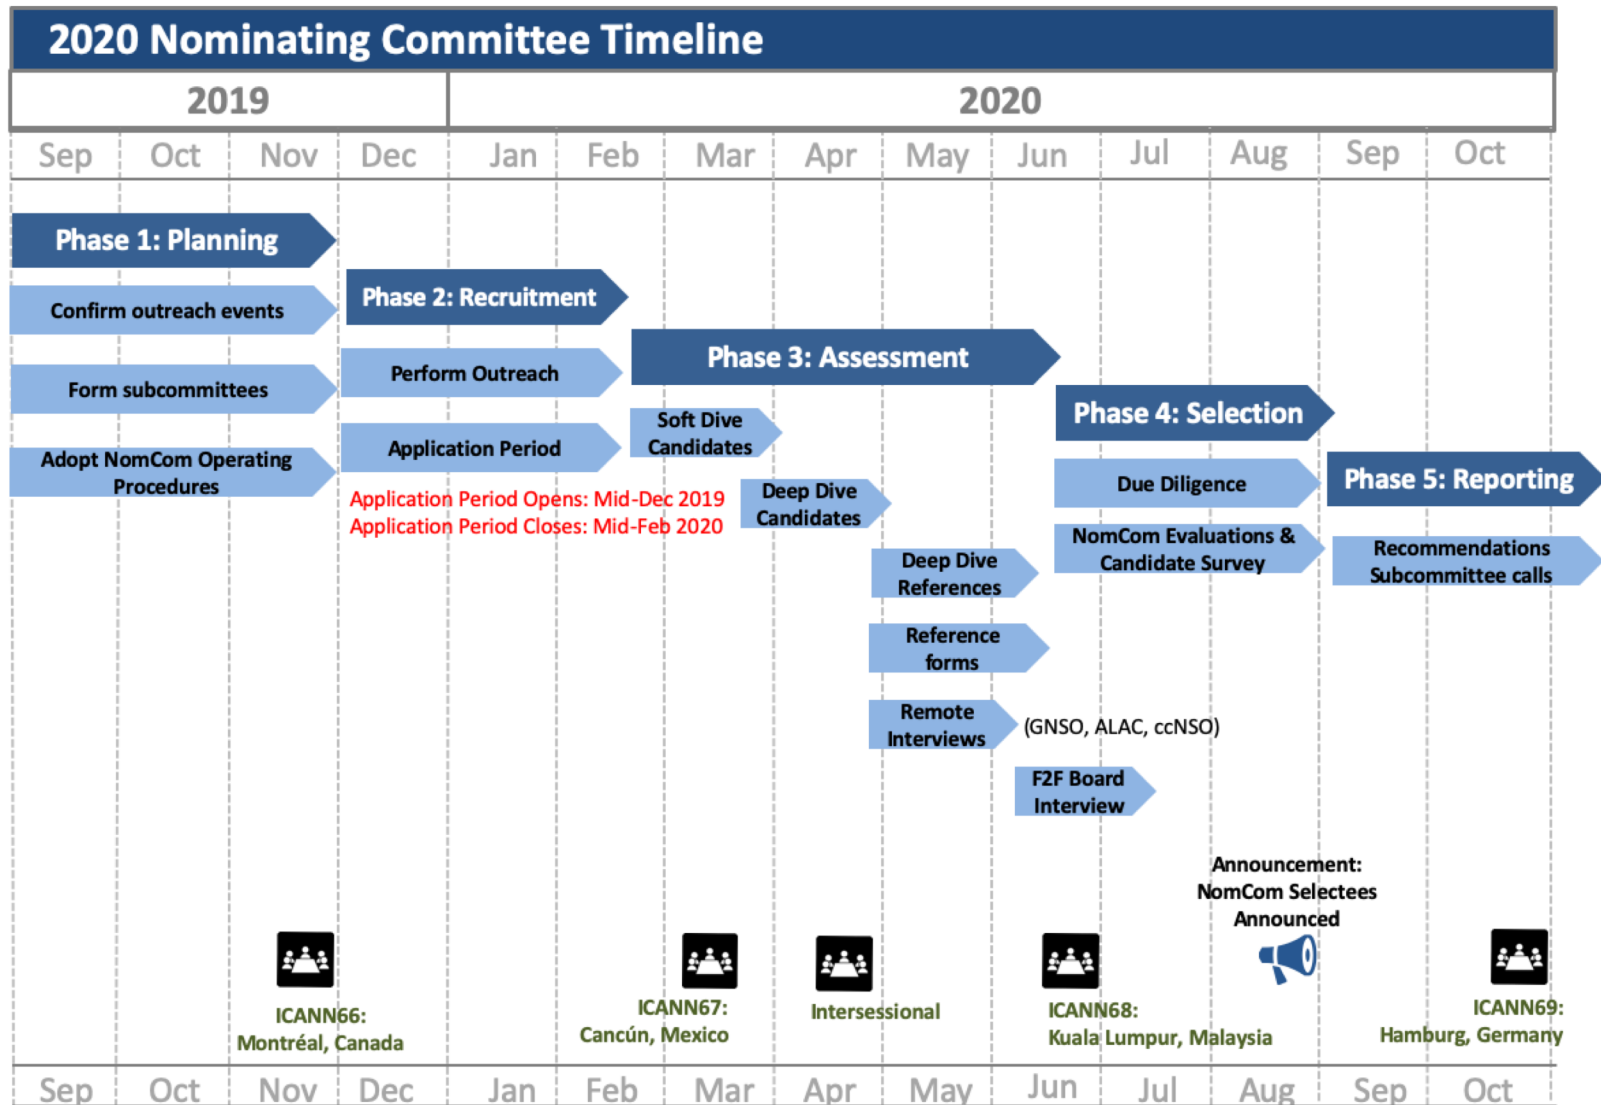 2020 Nominating Committee Timeline
2019 2020
Sep Oct Nov Dec Jan Feb Mar Apr May Jun Jul Aug Sep Oct
Phase 1: Planning
Confirm outreach events
Form subcommittees
Adopt NomCom Operating
Procedures
Phase 2: Recruitment
Perform Outreach
Application Period
Application Period Opens: Mid-Dec 2019
Application Period Closes: Mid-Feb 2020
Phase 3: Assessment
Soft Dive
Candidates
Deep Dive
Candidates
Deep Dive
References
Reference
forms
Remote
Interviews
(GNSO, ALAC, ccNSO)
F2F Board
Interview
Phase 4: Selection
Due Diligence
NomCom Evaluations &
Candidate Survey
Phase 5: Reporting
Recommendations
Subcommittee calls
Announcement:
NomCom Selectees
Announced
ICANN66:
Montréal, Canada
ICANN67:
Cancún, Mexico
Intersessional
ICANN68:
Kuala Lumpur, Malaysia
ICANN69:
Hamburg, Germany
Sep Oct Nov Dec Jan Feb Mar Apr May Jun Jul Aug Sep Oct